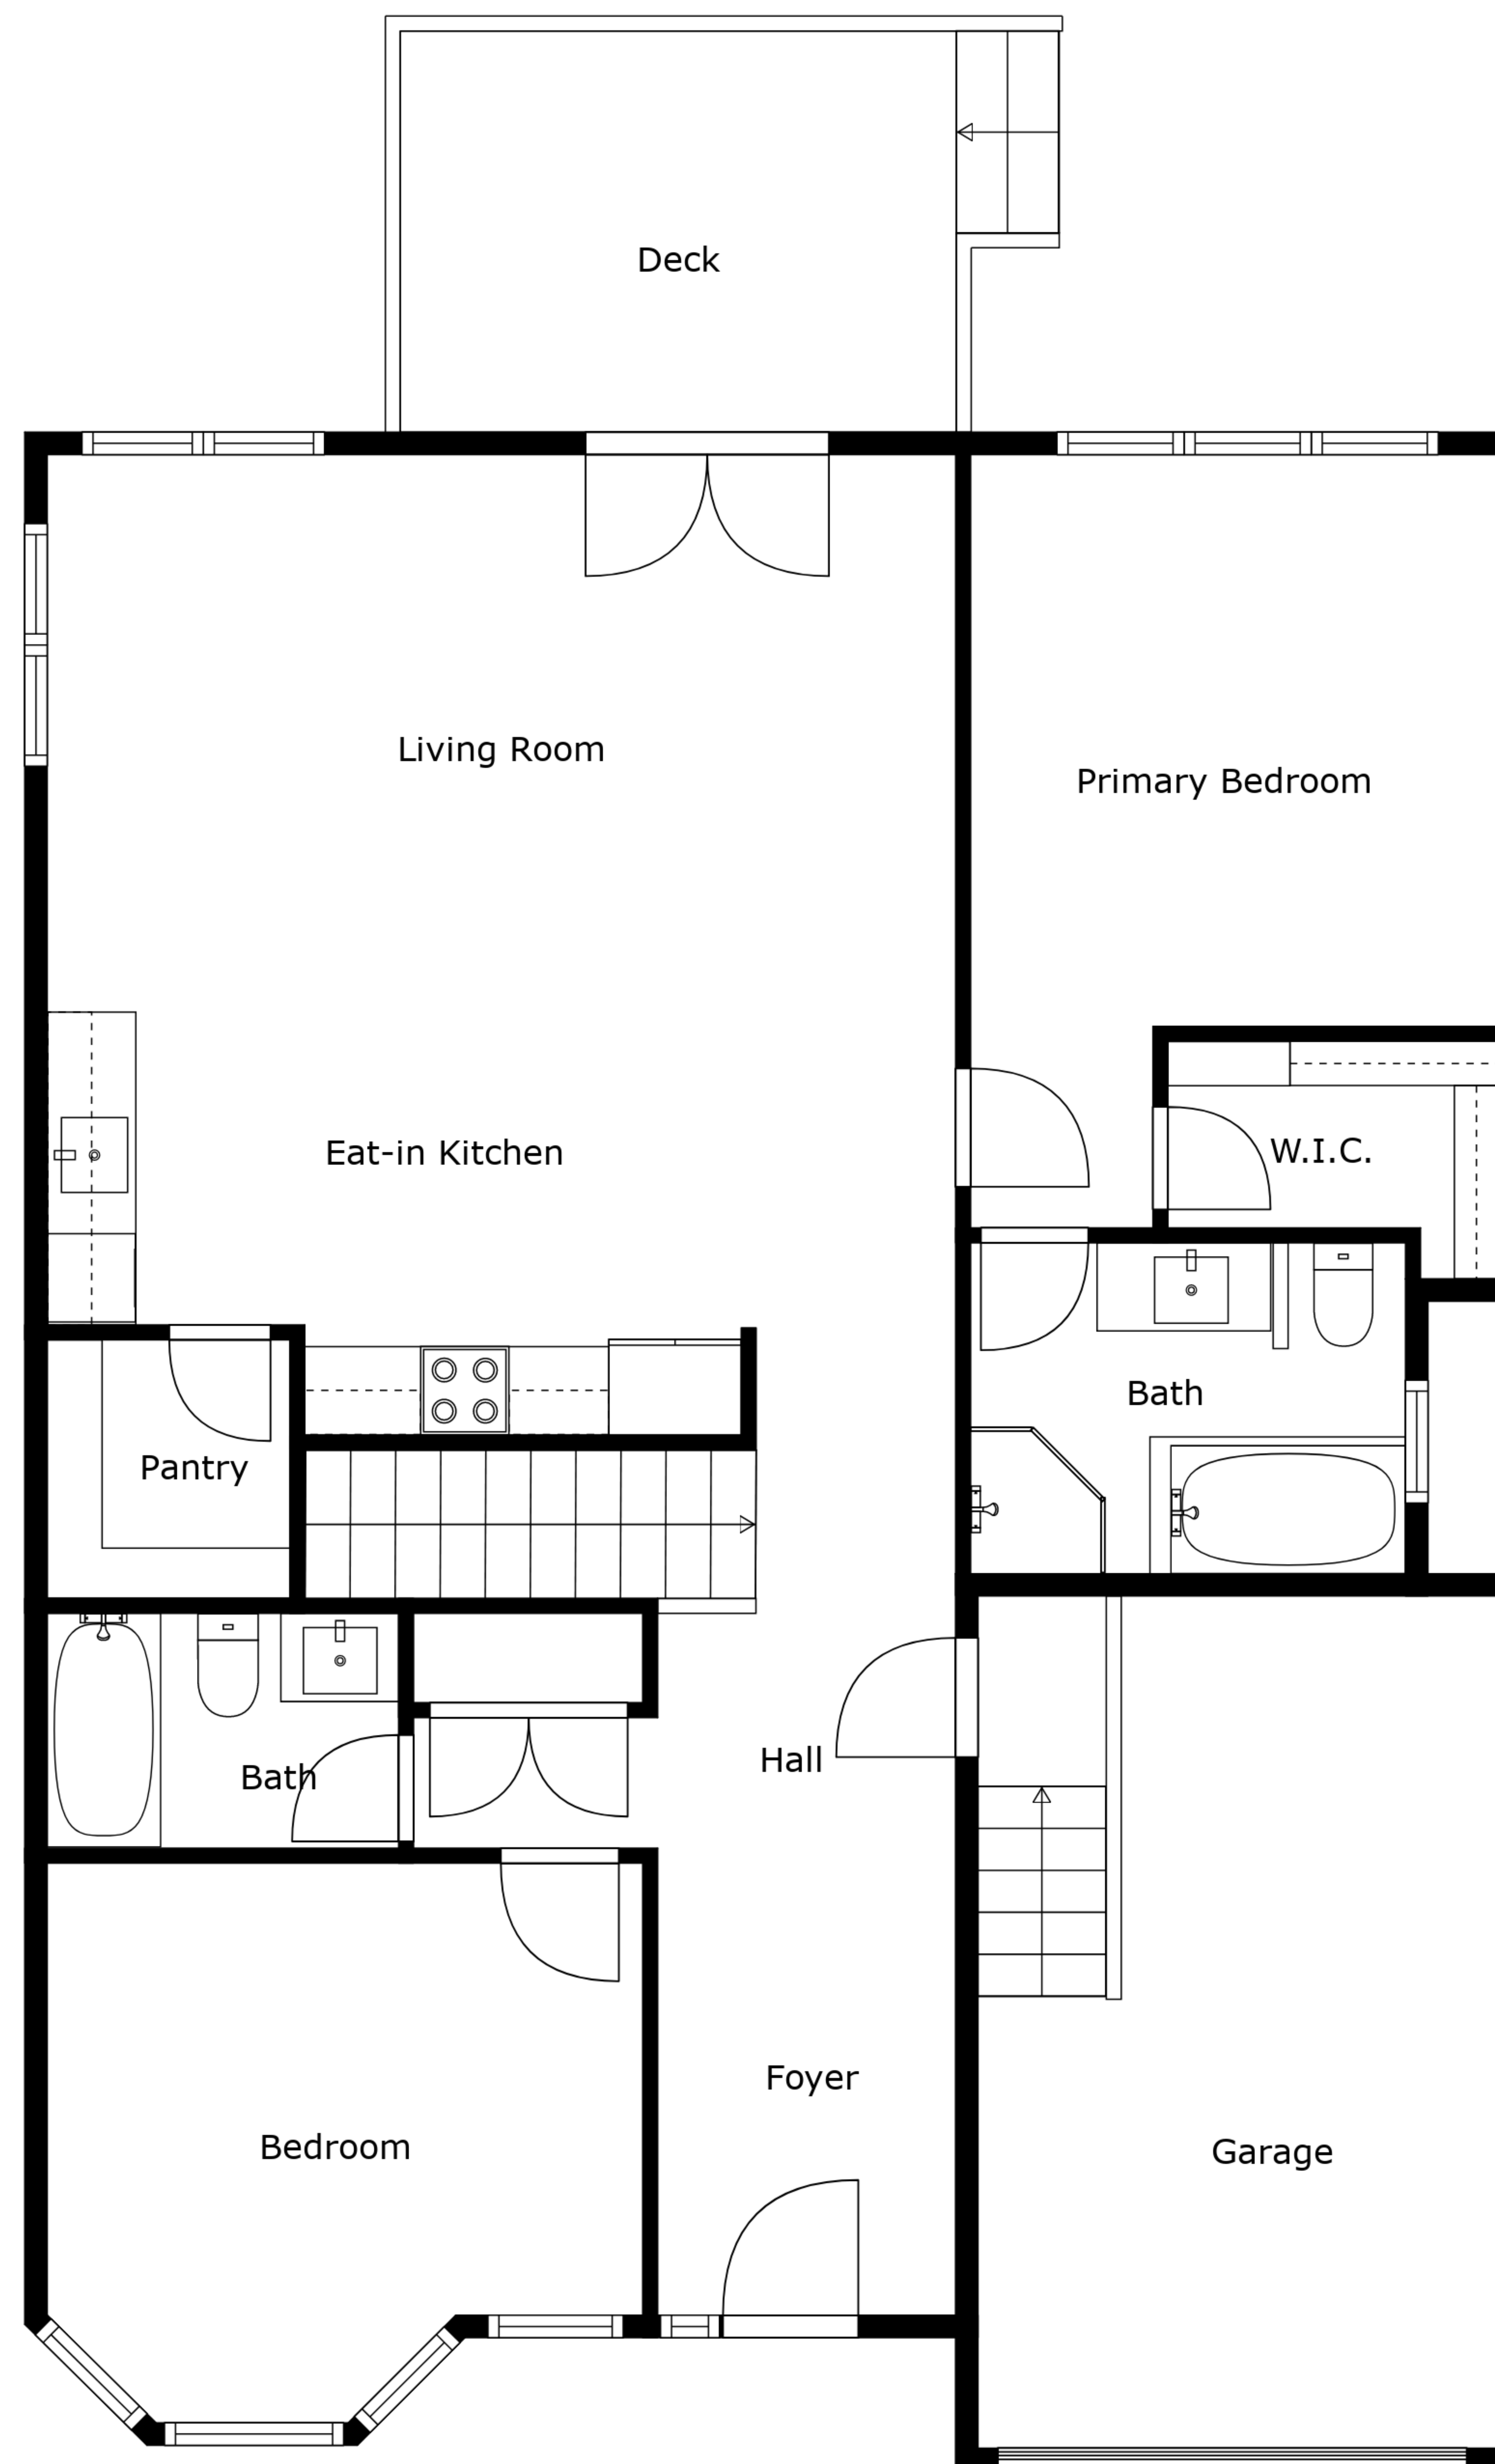 Deck
Living Room
Primary Bedroom
Eat-in Kitchen
W.I.C.
Bath
Pantry
Hall
Bath
Foyer
Bedroom
Garage